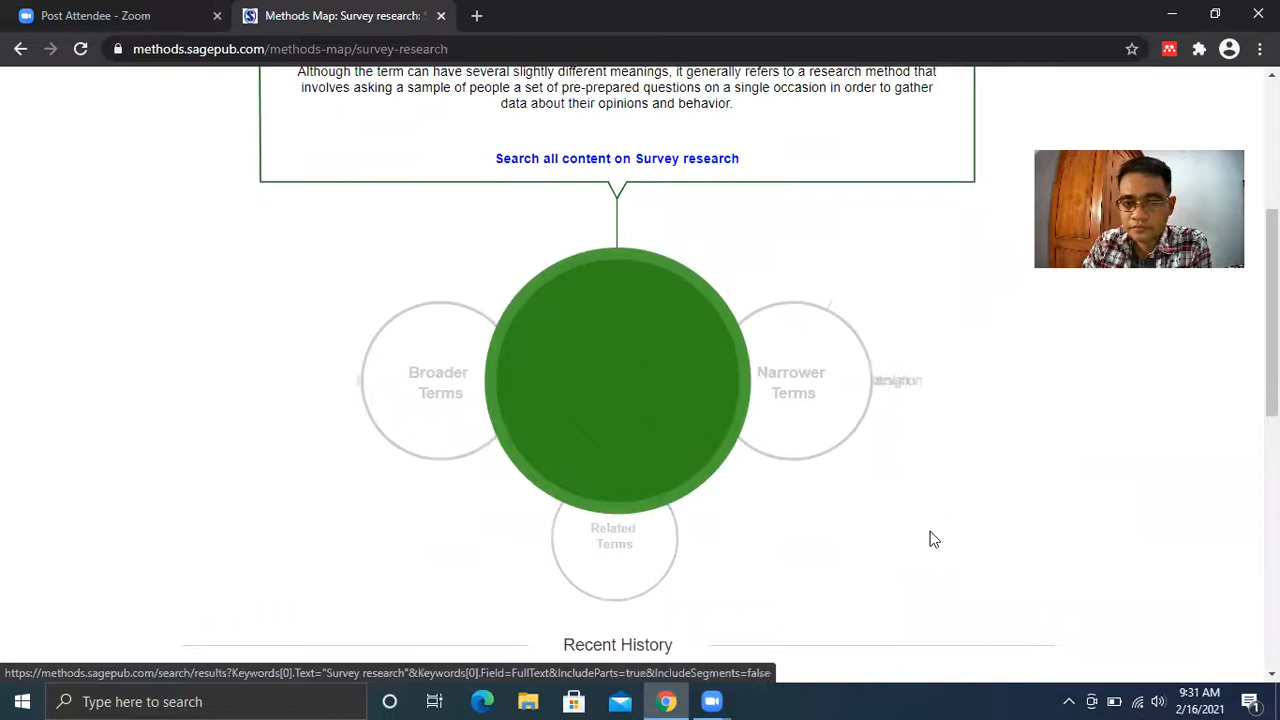 Post Attendee - Zoom
Methods Map: Survey research:
methods.sagepub.com/methods-map/survey-research
Although the term can have several slightly different meanings, it generally refers to a research method that
involves asking a sample of people a set of pre-prepared questions on a single occasion in order to gather
data about their opinions and behavior.
Search all content on Survey research
Broader
Terms
Narrower
Terms
Related
Terms
Recent History
https://methods.sagepub.com/search/results?Keywords[0].Text="Survey research"&Keywords[0].Field=FullText&IncludeParts=true&IncludeSegments=false
Type here to search
9:31 AM
2/16/2021
1